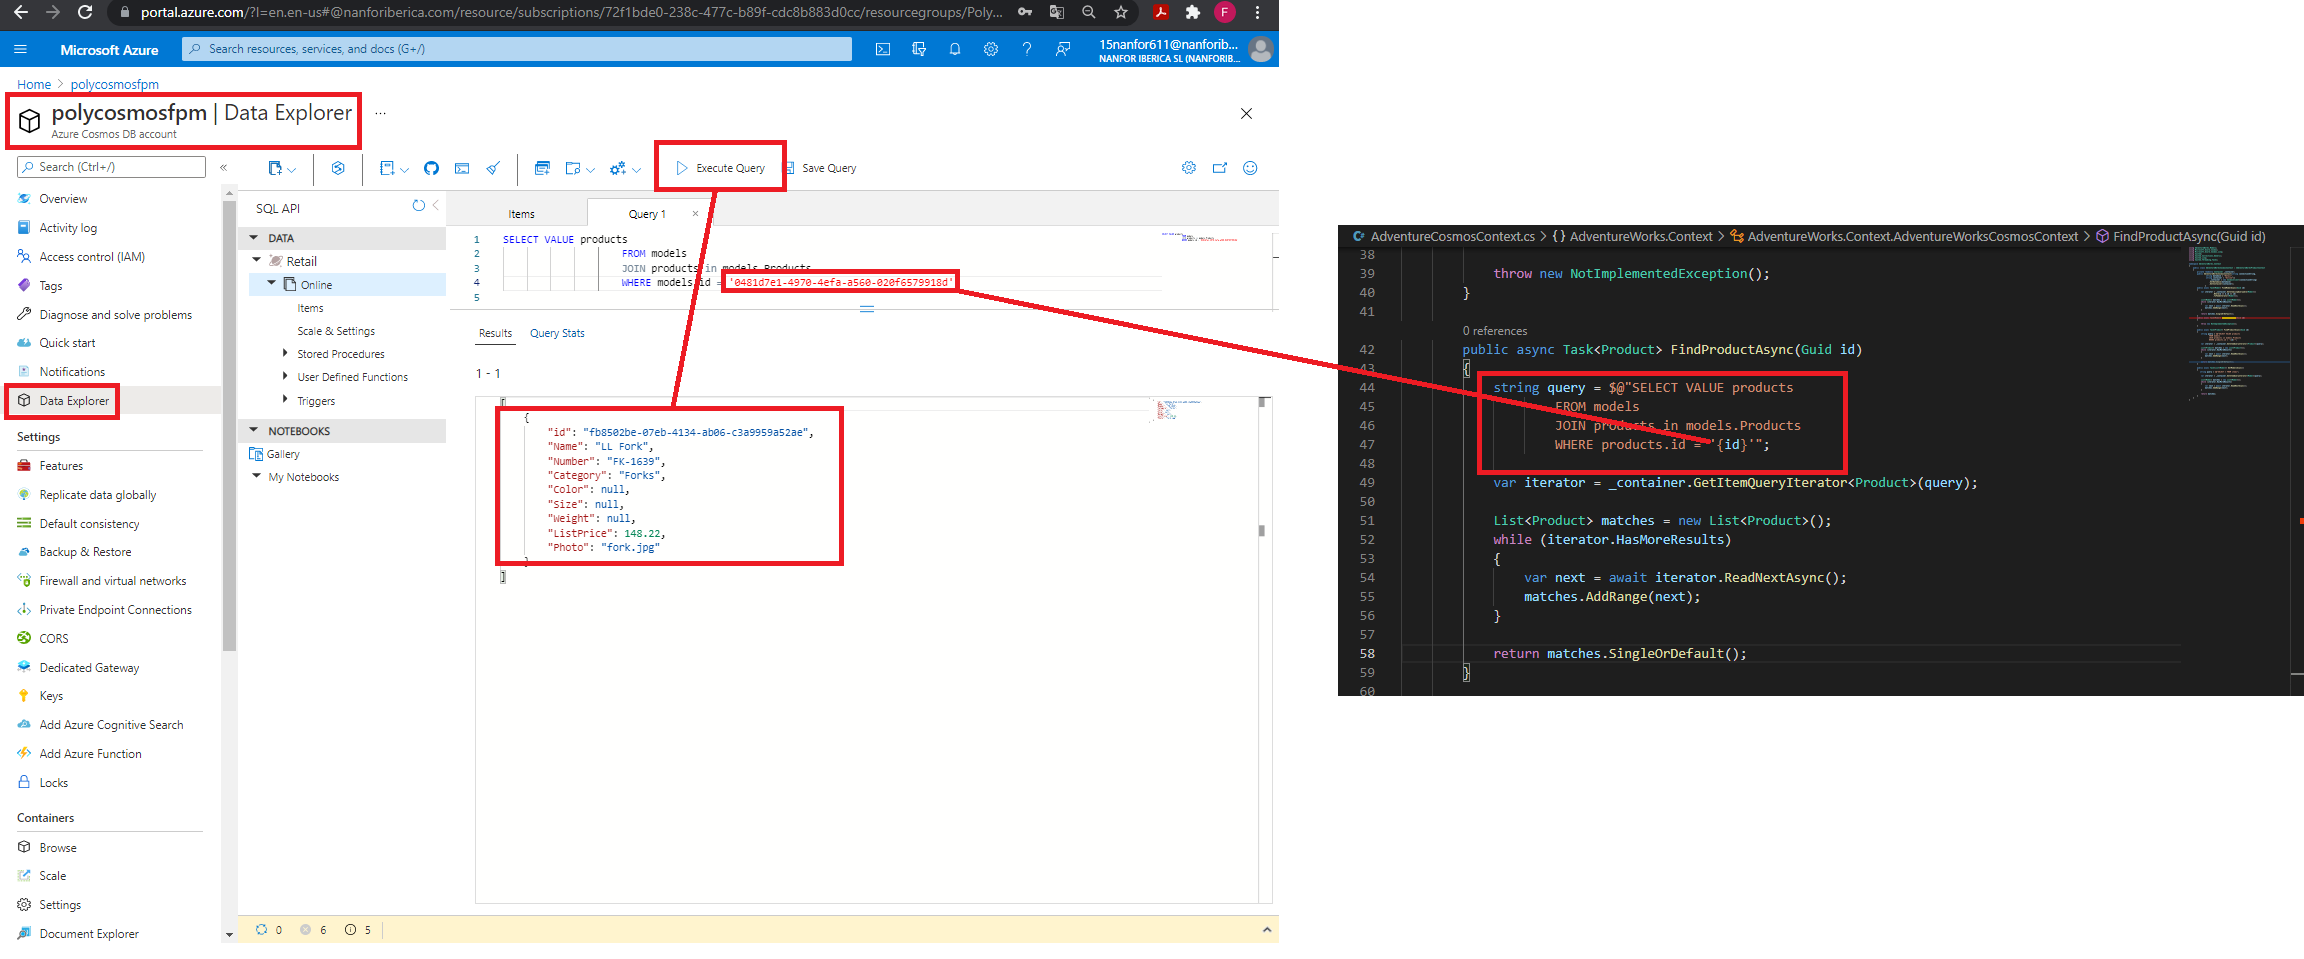 portal.azure.com/?l=en.en-us#@nanforiberica.com/resource/subscriptions/72f1bde0-238c-477c-b89f-cdc8b883d0cc/resourcegroups/Poly...
F
Microsoft Azure
Search resources, services, and docs (G+/)
15nanfor611@nanforib...
NANFOR IBERICA SL (NANFORIB...
Home > polycosmosfpm
polycosmosfpm | Data Explorer ...
Azure Cosmos DB account
Search (Ctrl+/)
Overview
Activity log
Access control (IAM)
Tags
Diagnose and solve problems
Quick start
Notifications
Data Explorer
Settings
Features
Replicate data globally
Default consistency
Backup & Restore
Firewall and virtual networks
Private Endpoint Connections
CORS
Dedicated Gateway
Keys
Add Azure Cognitive Search
Add Azure Function
Locks
Containers
Browse
Scale
Settings
Document Explorer
Execute Query
Save Query
SQL API
DATA
Retail
Online
Items
Scale & Settings
Stored Procedures
User Defined Functions
Triggers
NOTEBOOKS
Gallery
My Notebooks
Items
Query 1
1 SELECT VALUE products
2 FROM models
3 JOIN products in models.Products
4 WHERE models.id = '0481d7e1-4970-4efa-a560-020f6579918d'
5
Results
Query Stats
1 - 1
[
{
"id": "fb8502be-07eb-4134-ab06-c3a9959a52ae",
"Name": "LL Fork",
"Number": "FK-1639",
"Category": "Forks",
"Color": null,
"Size": null,
"Weight": null,
"ListPrice": 148.22,
"Photo": "fork.jpg"
}
]
0 6 5
AdventureCosmosContext.cs > {} AdventureWorks.Context > AdventureWorks.Context.AdventureWorksCosmosContext > FindProductAsync(Guid id)
38
39 throw new NotImplementedException();
40 }
41
0 references
42 public async Task<Product> FindProductAsync(Guid id)
43 {
44 string query = $@"SELECT VALUE products
45 FROM models
46 JOIN products in models.Products
47 WHERE products.id = '{id}'";
48
49 var iterator = _container.GetItemQueryIterator<Product>(query);
50
51 List<Product> matches = new List<Product>();
52 while (iterator.HasMoreResults)
53 {
54 var next = await iterator.ReadNextAsync();
55 matches.AddRange(next);
56 }
57
58 return matches.SingleOrDefault();
59 }
60